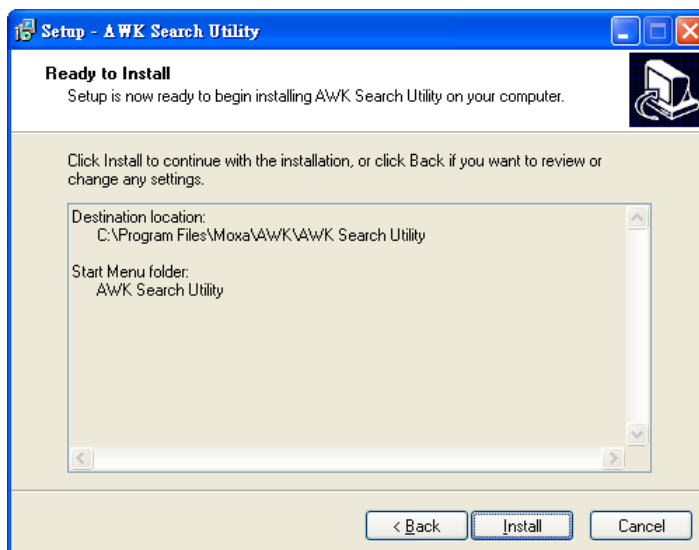 Setup - AWK Search Utility
Ready to Install
Setup is now ready to begin installing AWK Search Utility on your computer.
Click Install to continue with the installation, or click Back if you want to review or
change any settings.
Destination location:
C:\Program Files\Moxa\AWK\AWK Search Utility
Start Menu folder:
AWK Search Utility
< Back
Install
Cancel